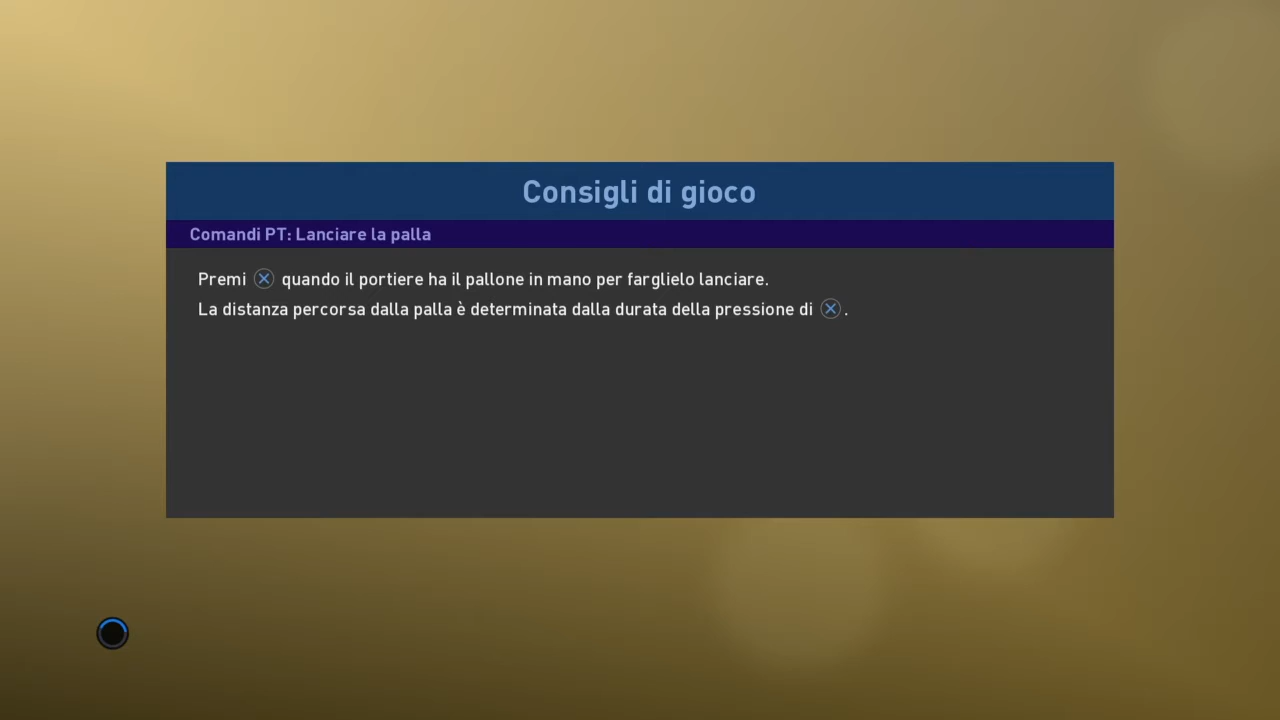 Consigli di gioco
Comandi PT: Lanciare la palla
Premi ⊗ quando il portiere ha il pallone in mano per farglielo lanciare.
La distanza percorsa dalla palla è determinata dalla durata della pressione di ⊗.